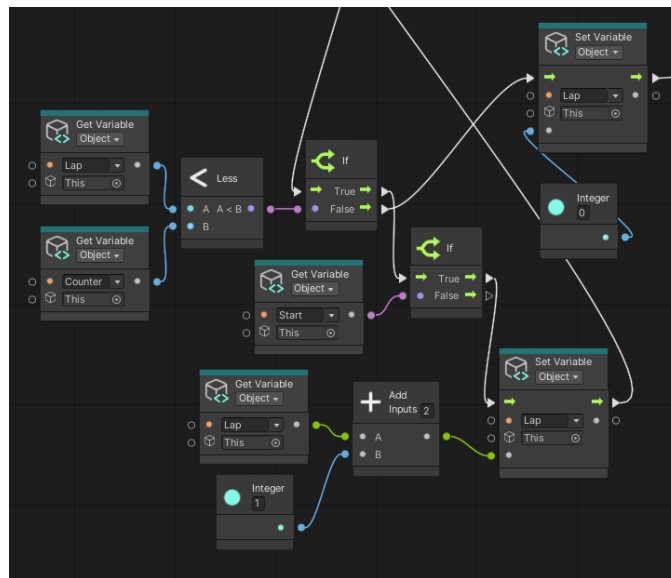 Set Variable
Object
Lap
This
Get Variable
Object
Lap
This
Less
A A < B
B
If
True
False
Integer
0
Get Variable
Object
Counter
This
If
True
False
Get Variable
Object
Start
This
Set Variable
Object
Lap
This
Get Variable
Object
Lap
This
Add
Inputs 2
A
B
Integer
1